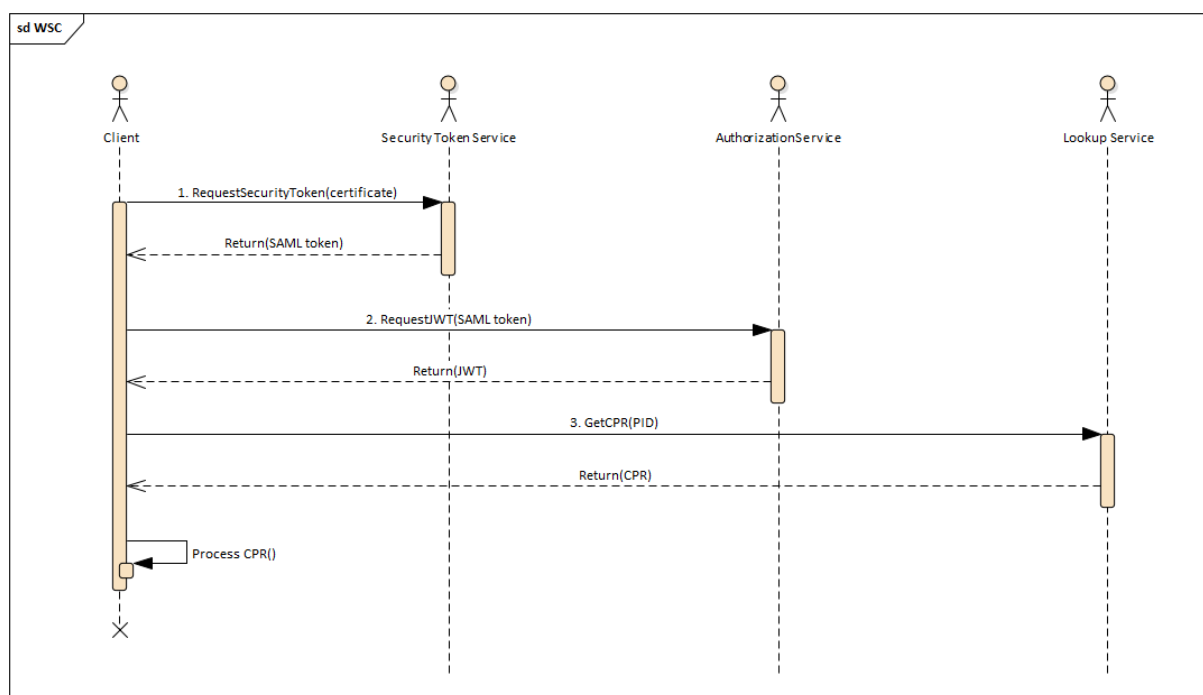 sd WSC
Client
Security Token Service
AuthorizationService
Lookup Service
1. RequestSecurityToken(certificate)
Return(SAML token)
2. RequestJWT(SAML token)
Return(JWT)
3. GetCPR(PID)
Return(CPR)
Process CPR()